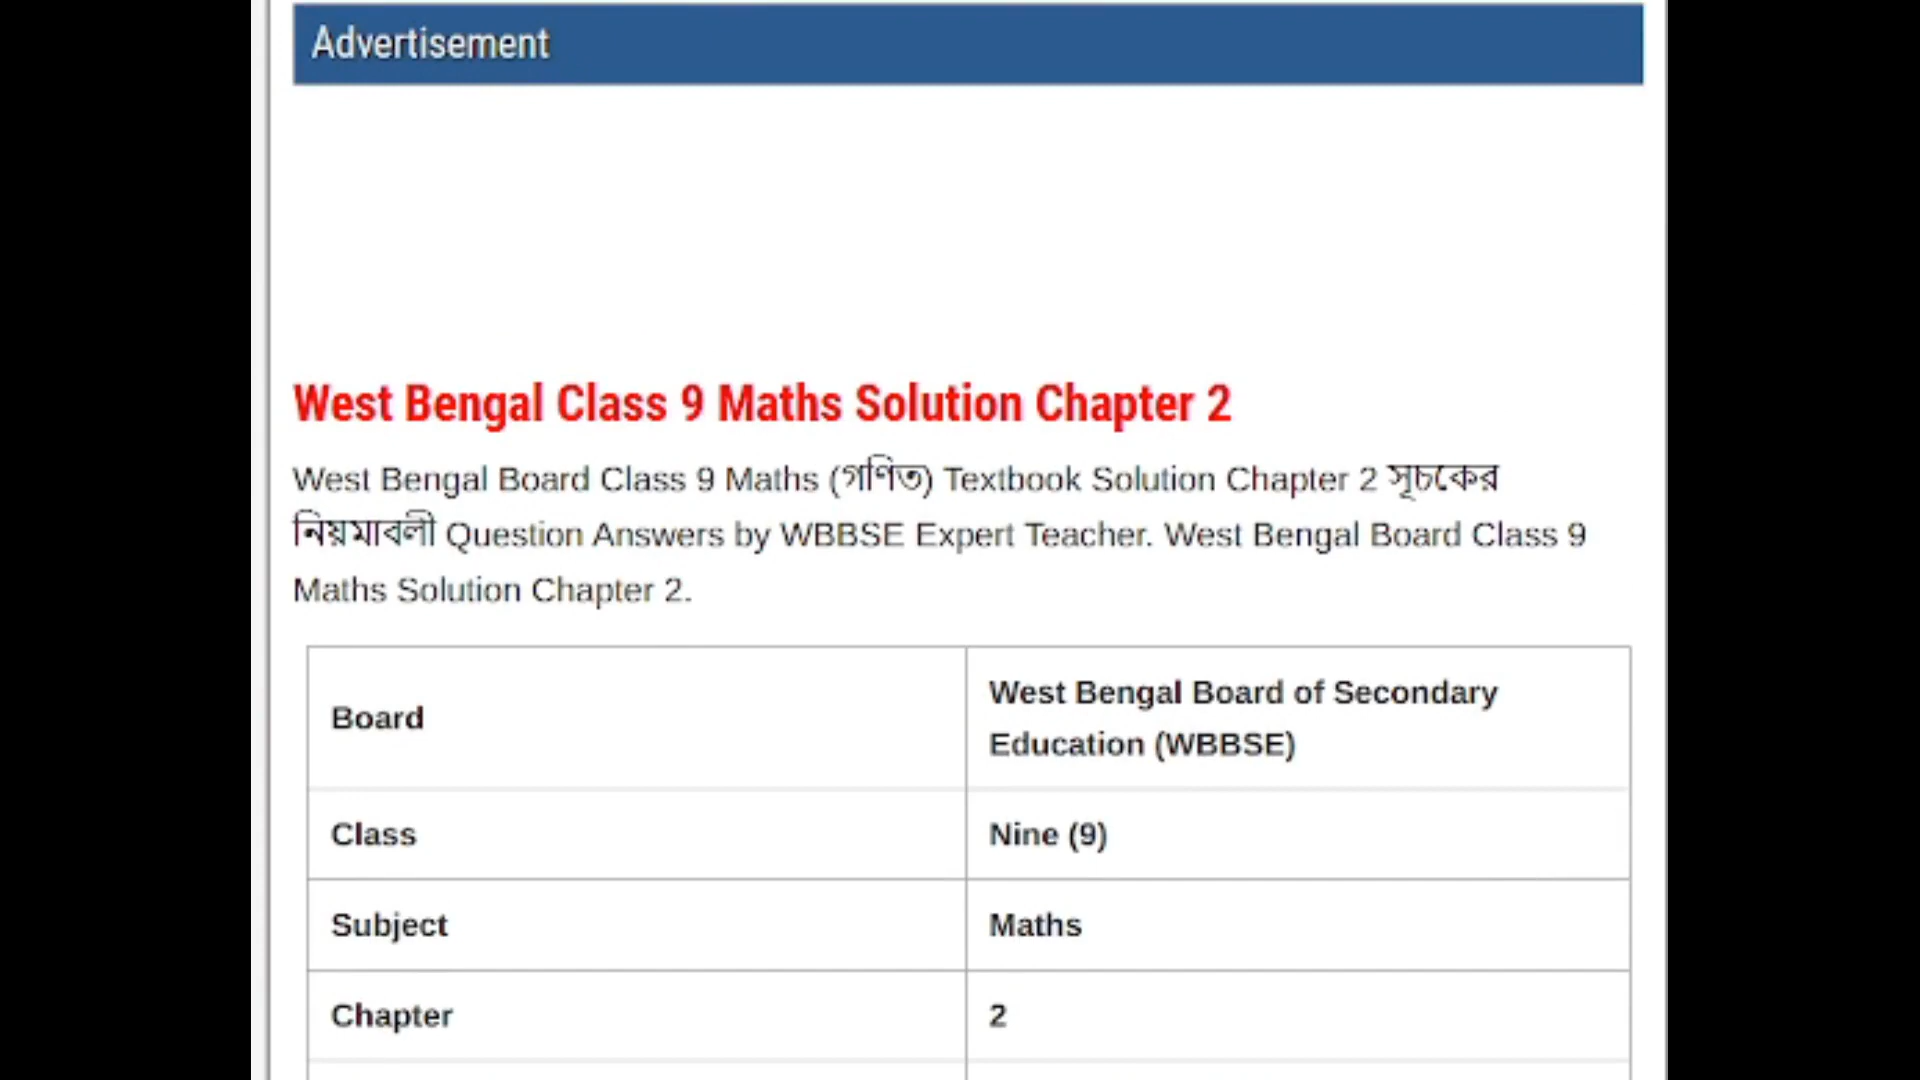 Advertisement
West Bengal Class 9 Maths Solution Chapter 2
West Bengal Board Class 9 Maths (গণিত) Textbook Solution Chapter 2 সূচকের
নিয়মাবলী Question Answers by WBBSE Expert Teacher. West Bengal Board Class 9
Maths Solution Chapter 2.
Board
West Bengal Board of Secondary
Education (WBBSE)
Class
Nine (9)
Subject
Maths
Chapter
2